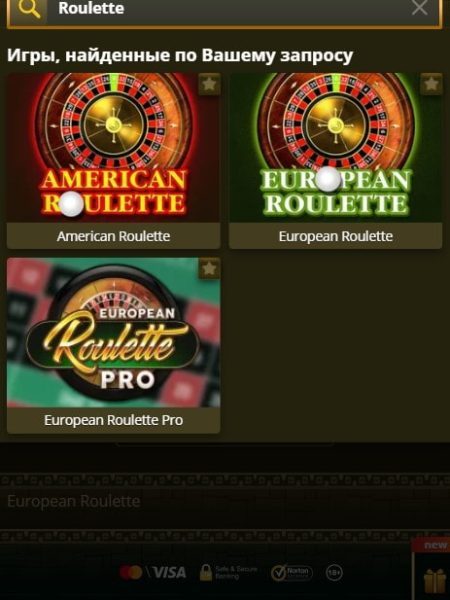 Roulette
Игры, найденные по Вашему запросу
AMERICAN
ROULETTE
American Roulette
EUROPEAN
ROULETTE
European Roulette
EUROPEAN
Roulette
PRO
European Roulette Pro
European Roulette
new
VISA
Safe & Secure
Banking
Norton
18+